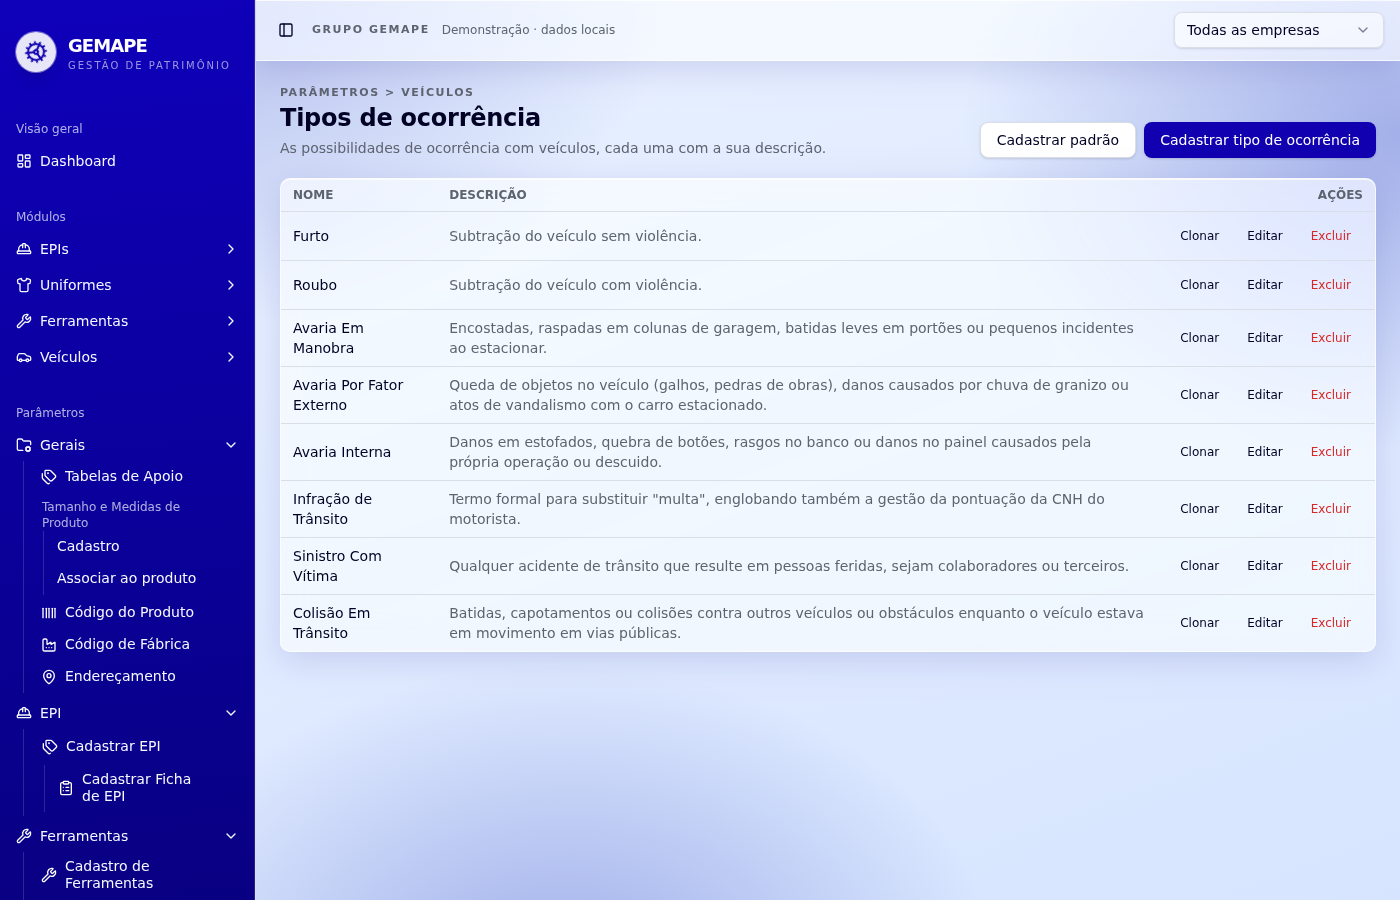 GEMAPE
GESTÃO DE PATRIMÔNIO
Visão geral
Dashboard
Módulos
EPIs
Uniformes
Ferramentas
Veículos
Parâmetros
Gerais
Tabelas de Apoio
Tamanho e Medidas de
Produto
Cadastro
Associar ao produto
Código do Produto
Código de Fábrica
Endereçamento
EPI
Cadastrar EPI
Cadastrar Ficha
de EPI
Ferramentas
Cadastro de
Ferramentas
GRUPO GEMAPE Demonstração · dados locais
Todas as empresas
PARÂMETROS > VEÍCULOS
Tipos de ocorrência
As possibilidades de ocorrência com veículos, cada uma com a sua descrição.
Cadastrar padrão
Cadastrar tipo de ocorrência
NOME DESCRIÇÃO AÇÕES
Furto Subtração do veículo sem violência. Clonar Editar Excluir
Roubo Subtração do veículo com violência. Clonar Editar Excluir
Avaria Em
Manobra
Encostadas, raspadas em colunas de garagem, batidas leves em portões ou pequenos incidentes
ao estacionar.
Clonar Editar Excluir
Avaria Por Fator
Externo
Queda de objetos no veículo (galhos, pedras de obras), danos causados por chuva de granizo ou
atos de vandalismo com o carro estacionado.
Clonar Editar Excluir
Avaria Interna
Danos em estofados, quebra de botões, rasgos no banco ou danos no painel causados pela
própria operação ou descuido.
Clonar Editar Excluir
Infração de
Trânsito
Termo formal para substituir "multa", englobando também a gestão da pontuação da CNH do
motorista.
Clonar Editar Excluir
Sinistro Com
Vítima
Qualquer acidente de trânsito que resulte em pessoas feridas, sejam colaboradores ou terceiros.
Clonar Editar Excluir
Colisão Em
Trânsito
Batidas, capotamentos ou colisões contra outros veículos ou obstáculos enquanto o veículo estava
em movimento em vias públicas.
Clonar Editar Excluir